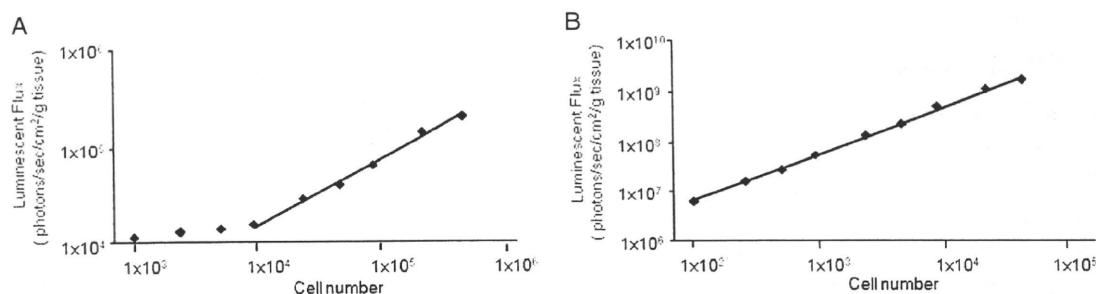 A
Luminescent Flux
( photons/sec/cm²/g tissue)
1x10⁶
1x10⁵
1x10⁴
1x10³
1x10⁴
1x10⁵
1x10⁶
Cell number
B
Luminescent Flux
( photons/sec/cm²/g tissue)
1x10¹⁰
1x10⁹
1x10⁸
1x10⁷
1x10⁶
1x10²
1x10³
1x10⁴
1x10⁵
Cell number